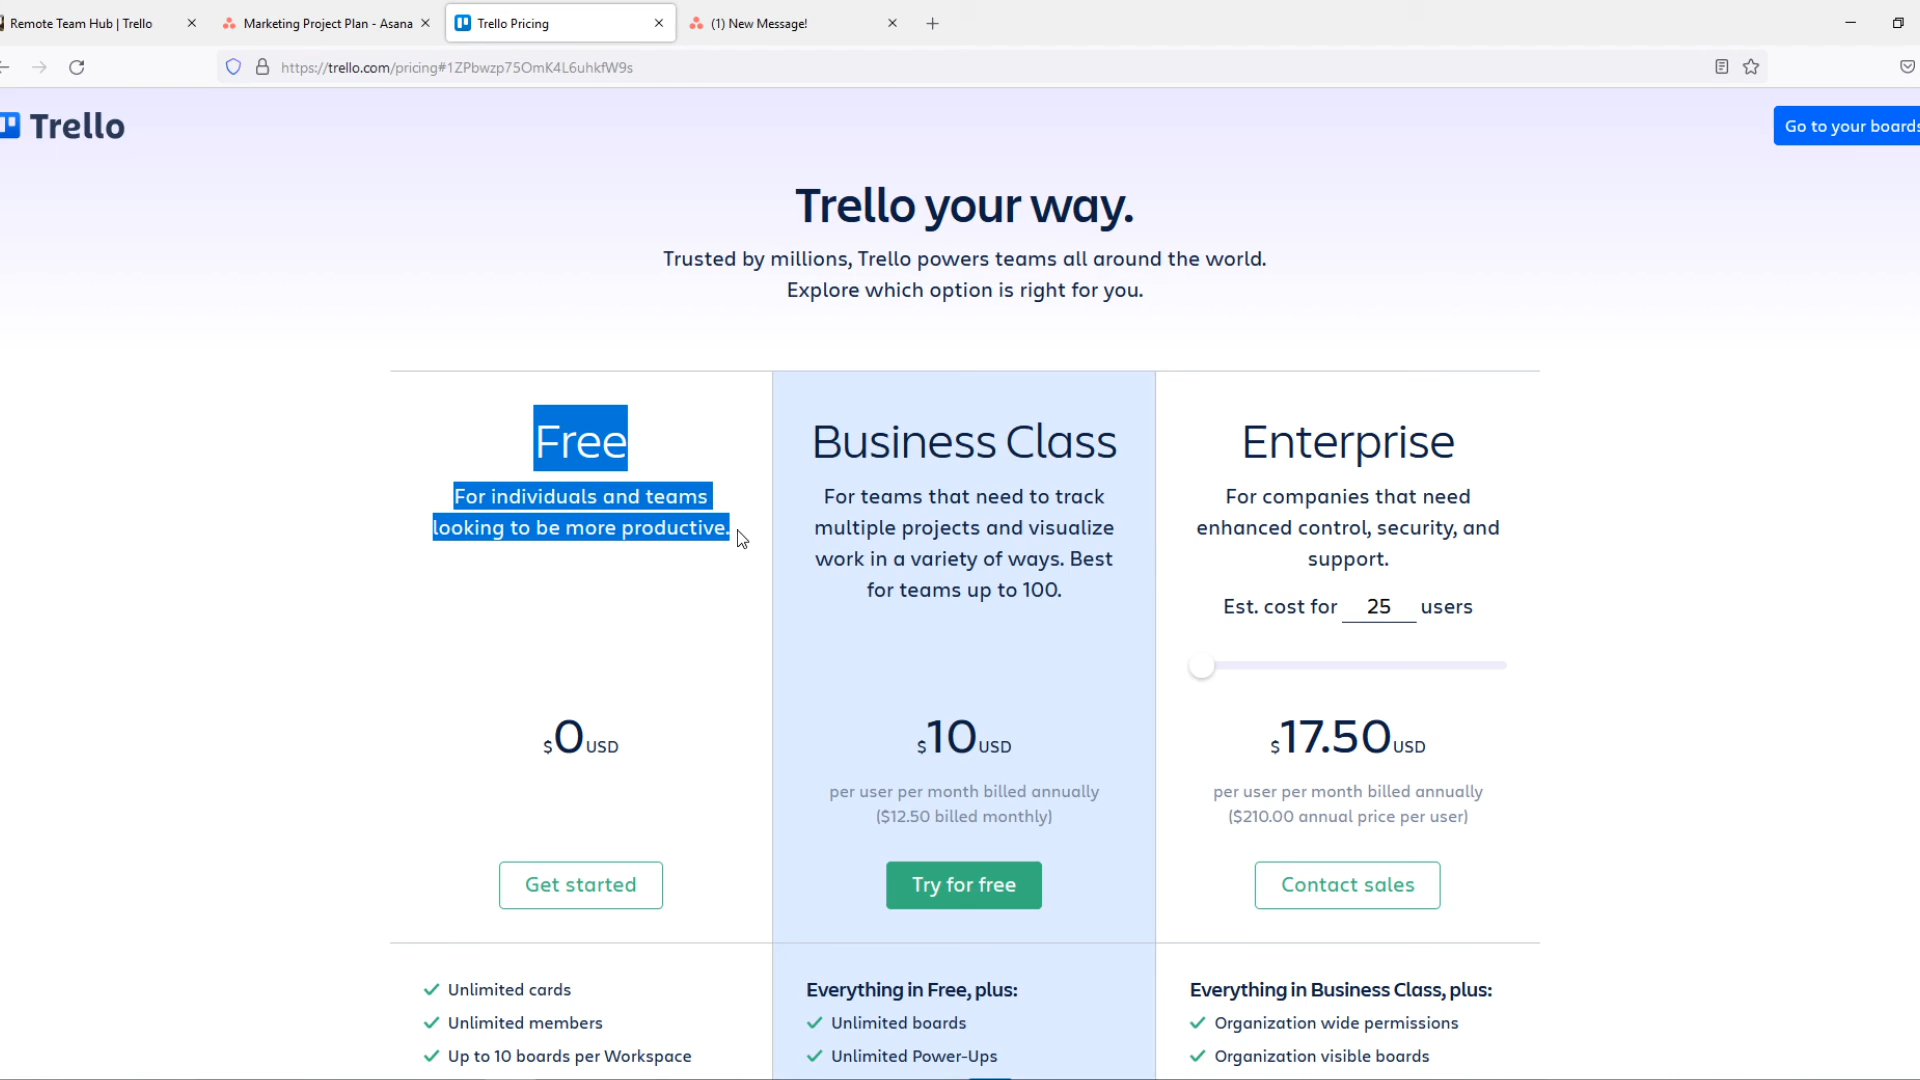 Remote Team Hub | Trello
Marketing Project Plan - Asana
Trello Pricing
(1) New Message!
https://trello.com/pricing#1ZPbwzp75OmK4L6uhkfW9s
Trello
Go to your boards
Trello your way.
Trusted by millions, Trello powers teams all around the world.
Explore which option is right for you.
Free
For individuals and teams
looking to be more productive.
$0 USD
Get started
Unlimited cards
Unlimited members
Up to 10 boards per Workspace
Business Class
For teams that need to track
multiple projects and visualize
work in a variety of ways. Best
for teams up to 100.
$10 USD
per user per month billed annually
($12.50 billed monthly)
Try for free
Everything in Free, plus:
Unlimited boards
Unlimited Power-Ups
Enterprise
For companies that need
enhanced control, security, and
support.
Est. cost for 25 users
$17.50 USD
per user per month billed annually
($210.00 annual price per user)
Contact sales
Everything in Business Class, plus:
Organization wide permissions
Organization visible boards